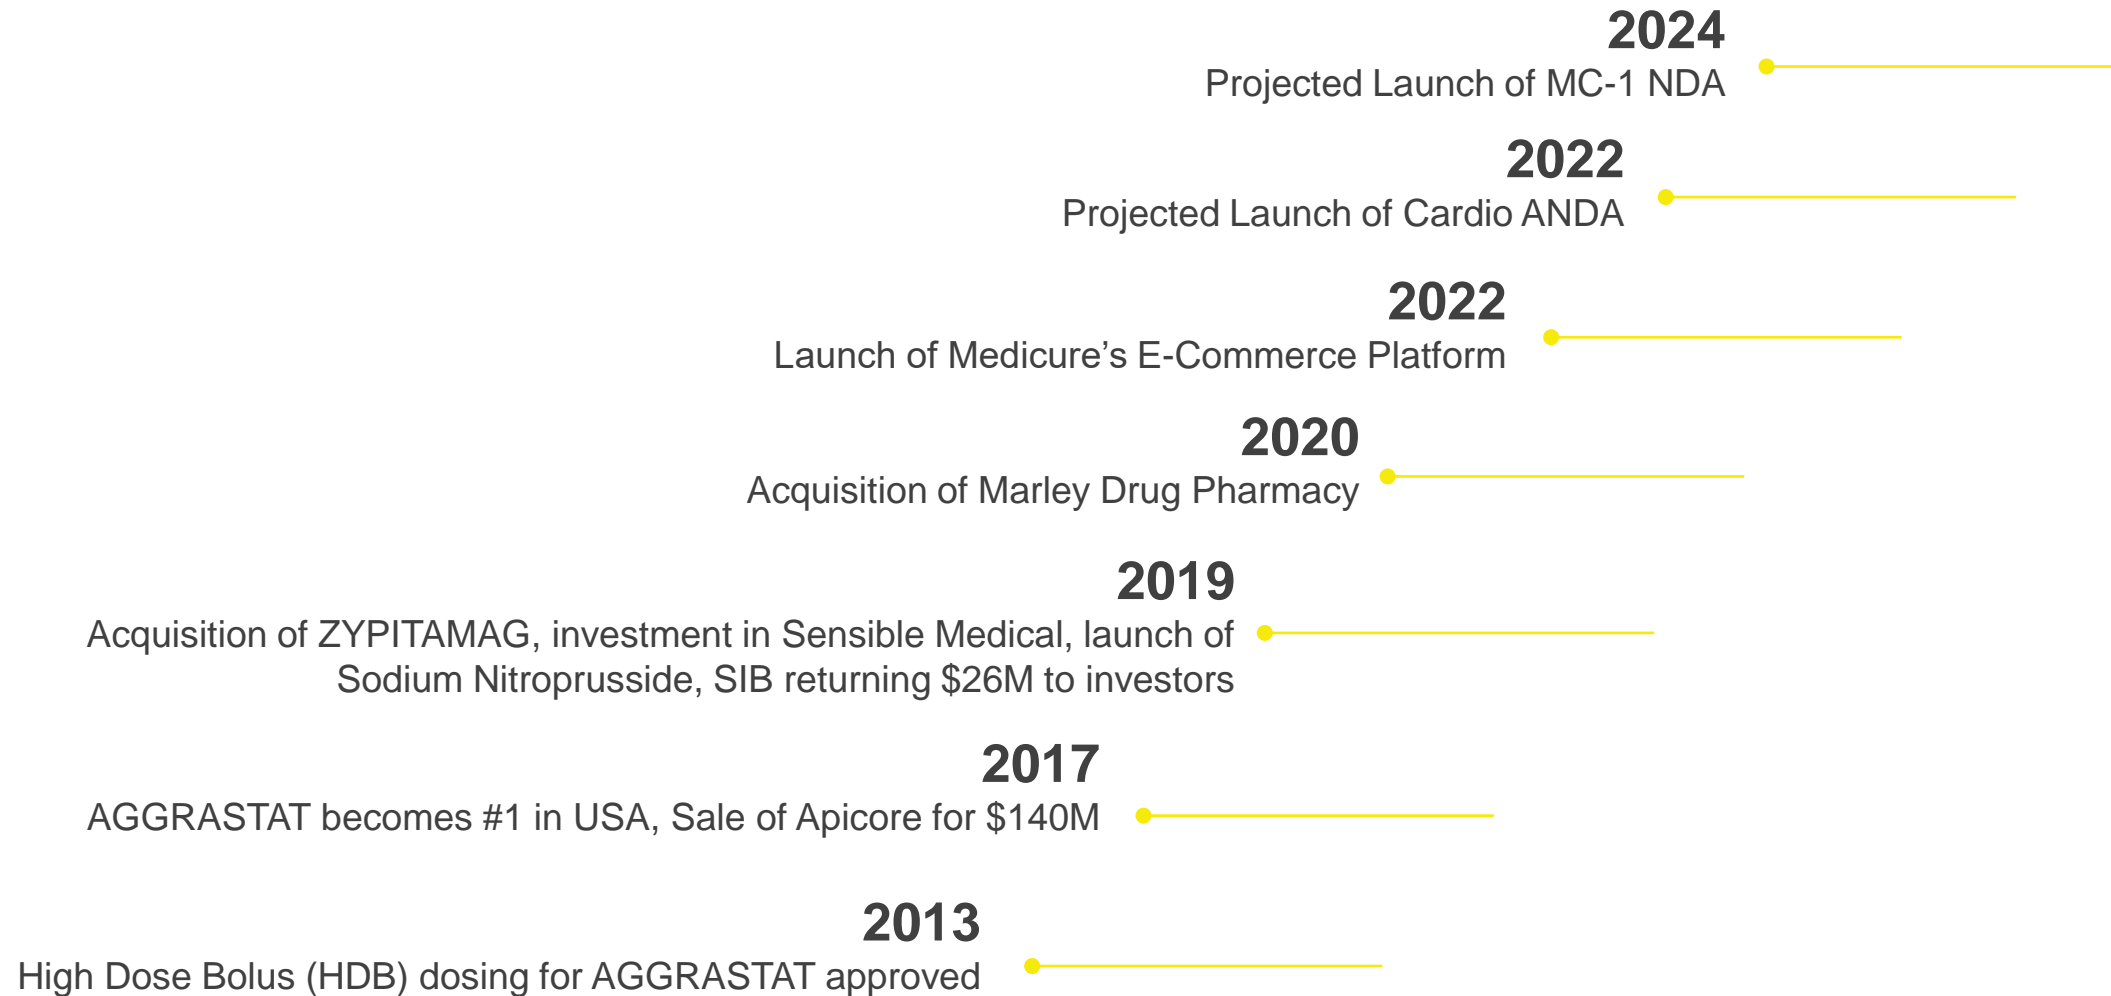 2024
Projected Launch of MC-1 NDA
2022
Projected Launch of Cardio ANDA
2022
Launch of Medicure’s E-Commerce Platform
2020
Acquisition of Marley Drug Pharmacy
2019
Acquisition of ZYPITAMAG, investment in Sensible Medical, launch of
Sodium Nitroprusside, SIB returning $26M to investors
2017
AGGRASTAT becomes #1 in USA, Sale of Apicore for $140M
2013
High Dose Bolus (HDB) dosing for AGGRASTAT approved